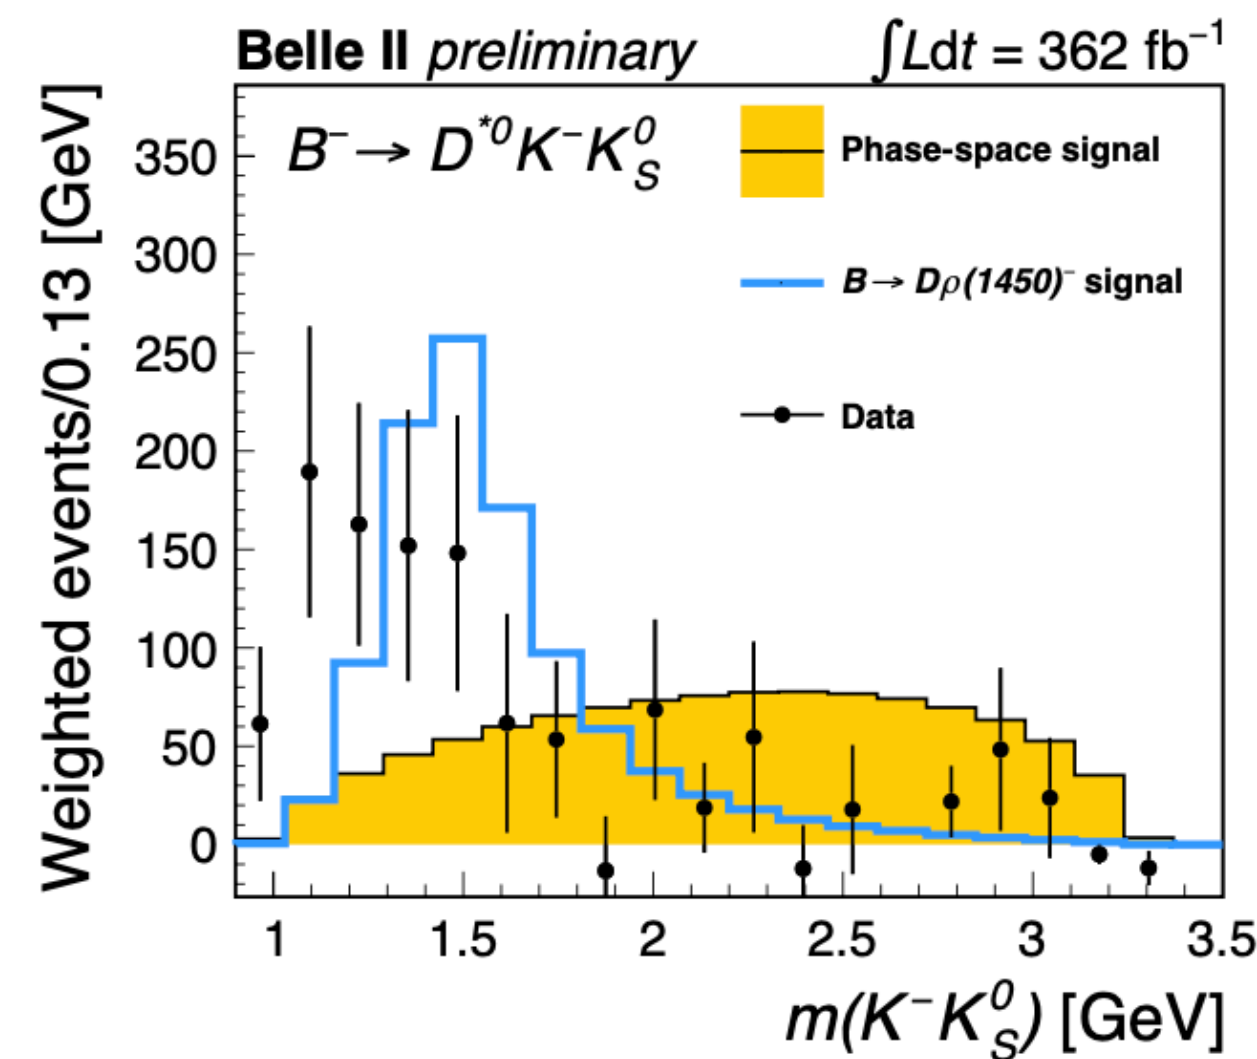 Belle II preliminary ∫Ldt = 362 fb⁻¹
B⁻ → D*⁰K⁻K⁰_S
Phase-space signal
B → Dρ(1450)⁻ signal
Data
Weighted events/0.13 [GeV]
350
300
250
200
150
100
50
0
1 1.5 2 2.5 3 3.5
m(K⁻K⁰_S) [GeV]